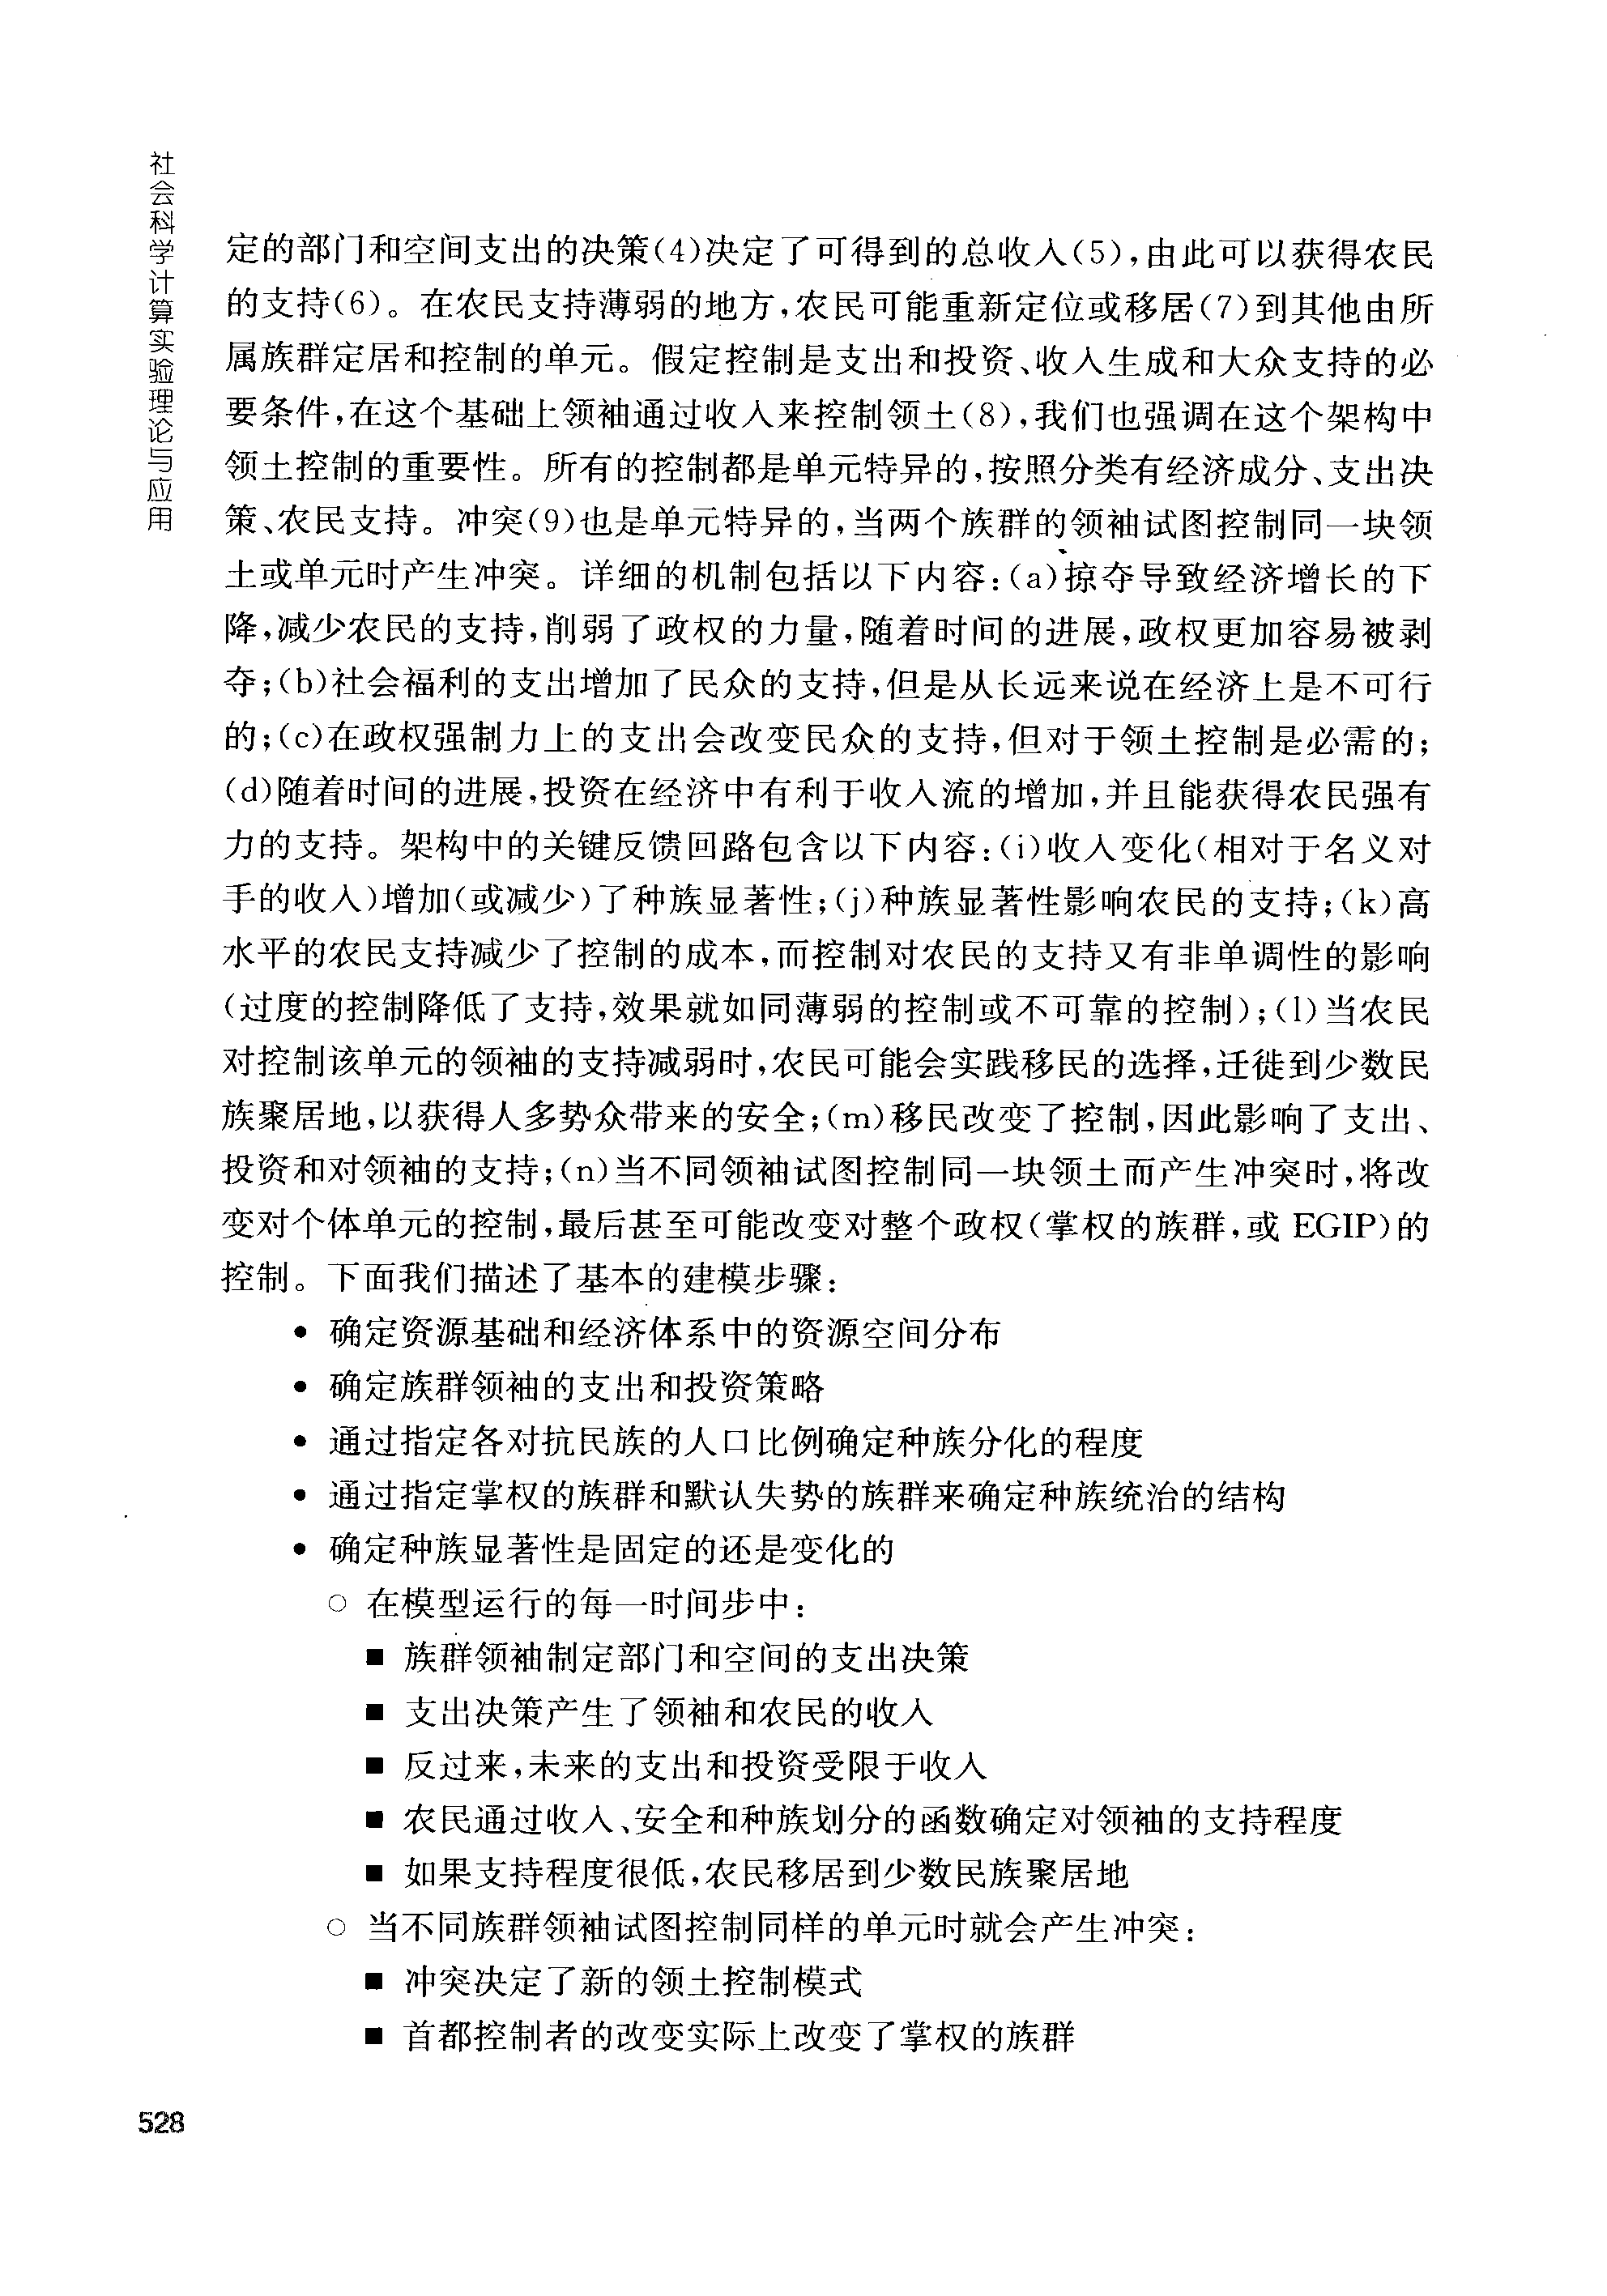 社会科学计算实验理论与应用
定的部门和空间支出的决策(4)决定了可得到的总收入(5),由此可以获得农民
的支持(6)。在农民支持薄弱的地方,农民可能重新定位或移居(7)到其他由所
属族群定居和控制的单元。假定控制是支出和投资、收入生成和大众支持的必
要条件,在这个基础上领袖通过收入来控制领土(8),我们也强调在这个架构中
领土控制的重要性。所有的控制都是单元特异的,按照分类有经济成分、支出决
策、农民支持。冲突(9)也是单元特异的,当两个族群的领袖试图控制同一块领
土或单元时产生冲突。详细的机制包括以下内容:(a)掠夺导致经济增长的下
降,减少农民的支持,削弱了政权的力量,随着时间的进展,政权更加容易被剥
夺;(b)社会福利的支出增加了民众的支持,但是从长远来说在经济上是不可行
的;(c)在政权强制力上的支出会改变民众的支持,但对于领土控制是必需的;
(d)随着时间的进展,投资在经济中有利于收入流的增加,并且能获得农民强有
力的支持。架构中的关键反馈回路包含以下内容:(i)收入变化(相对于名义对
手的收入)增加(或减少)了种族显著性;(j)种族显著性影响农民的支持;(k)高
水平的农民支持减少了控制的成本,而控制对农民的支持又有非单调性的影响
(过度的控制降低了支持,效果就如同薄弱的控制或不可靠的控制);(l)当农民
对控制该单元的领袖的支持减弱时,农民可能会实践移民的选择,迁徙到少数民
族聚居地,以获得人多势众带来的安全;(m)移民改变了控制,因此影响了支出、
投资和对领袖的支持;(n)当不同领袖试图控制同一块领土而产生冲突时,将改
变对个体单元的控制,最后甚至可能改变对整个政权(掌权的族群,或 EGIP)的
控制。下面我们描述了基本的建模步骤:
• 确定资源基础和经济体系中的资源空间分布
• 确定族群领袖的支出和投资策略
• 通过指定各对抗民族的人口比例确定种族分化的程度
• 通过指定掌权的族群和默认失势的族群来确定种族统治的结构
• 确定种族显著性是固定的还是变化的
○ 在模型运行的每一时间步中:
■ 族群领袖制定部门和空间的支出决策
■ 支出决策产生了领袖和农民的收入
■ 反过来,未来的支出和投资受限于收入
■ 农民通过收入、安全和种族划分的函数确定对领袖的支持程度
■ 如果支持程度很低,农民移居到少数民族聚居地
○ 当不同族群领袖试图控制同样的单元时就会产生冲突:
■ 冲突决定了新的领土控制模式
■ 首都控制者的改变实际上改变了掌权的族群
528